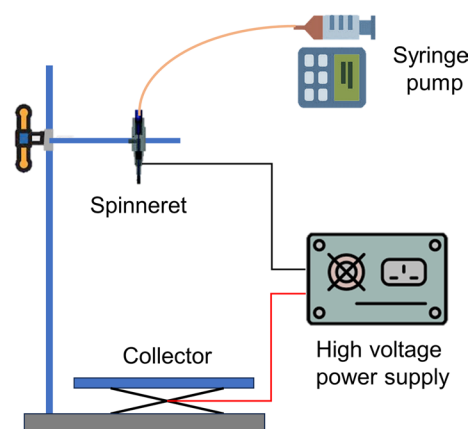 Syringe
pump
Spinneret
High voltage
power supply
Collector